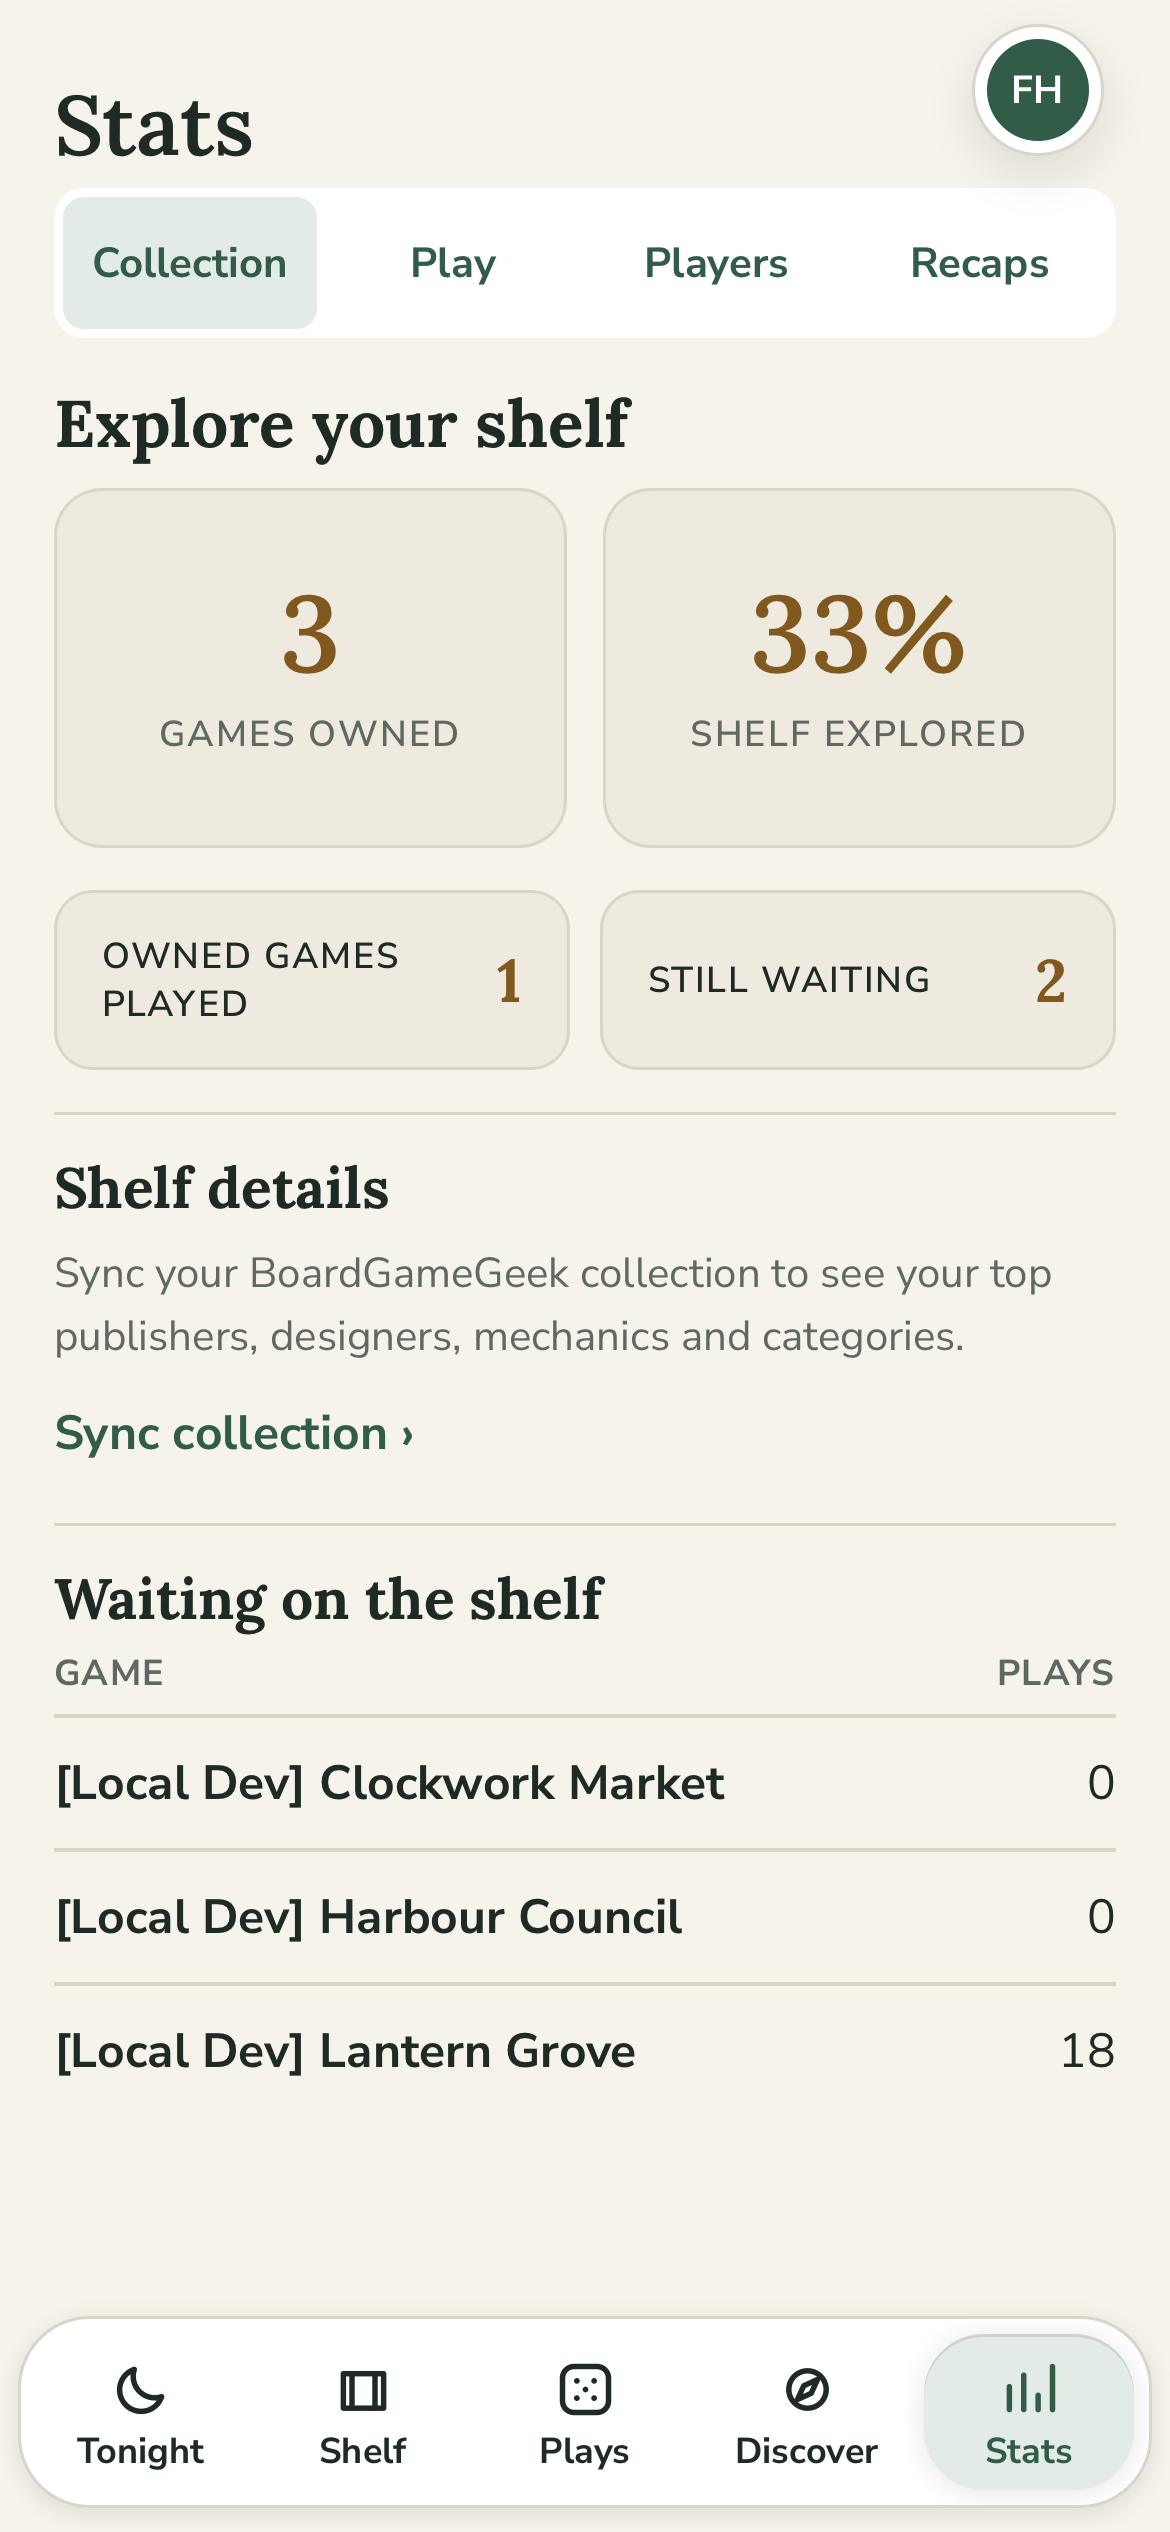 FH
Stats
Collection Play Players Recaps
Explore your shelf
3
GAMES OWNED
33%
SHELF EXPLORED
OWNED GAMES
PLAYED
1
STILL WAITING
2
Shelf details
Sync your BoardGameGeek collection to see your top
publishers, designers, mechanics and categories.
Sync collection ›
Waiting on the shelf
GAME PLAYS
[Local Dev] Clockwork Market 0
[Local Dev] Harbour Council 0
[Local Dev] Lantern Grove 18
Tonight Shelf Plays Discover Stats